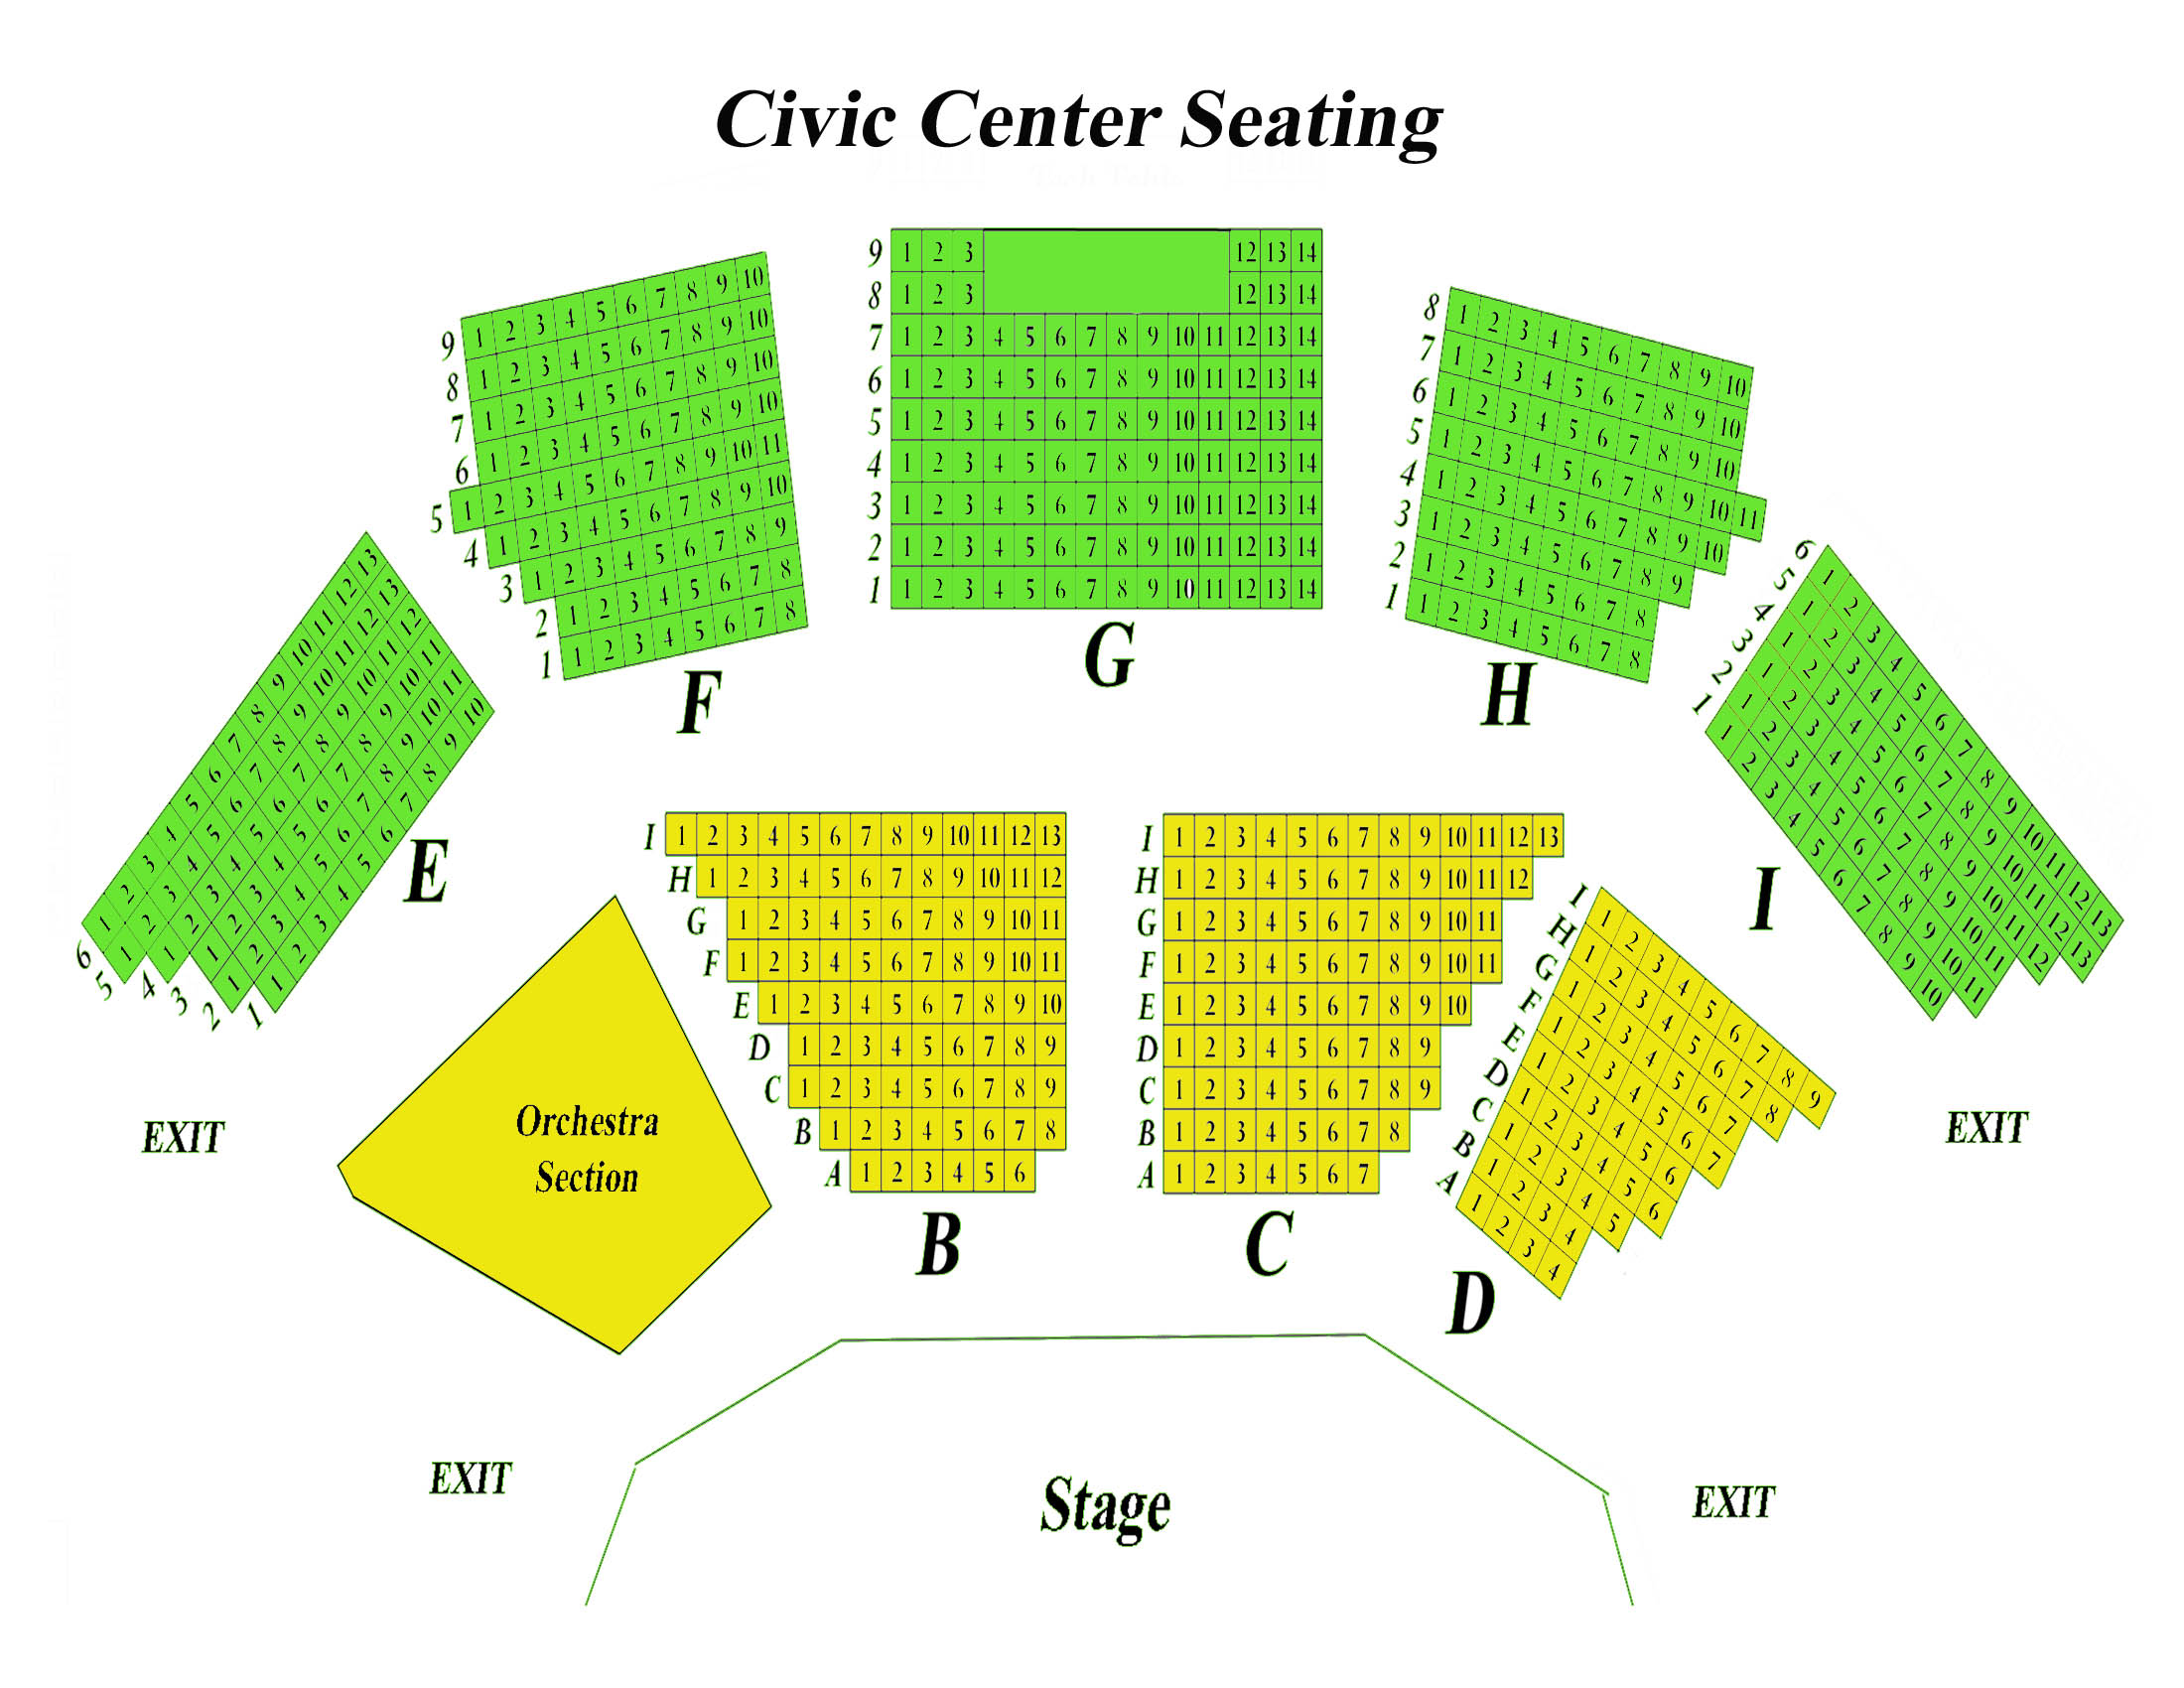 Civic Center Seating
9 1 2 3 12 13 14
8 1 2 3 12 13 14
7 1 2 3 4 5 6 7 8 9 10 11 12 13 14
6 1 2 3 4 5 6 7 8 9 10 11 12 13 14
5 1 2 3 4 5 6 7 8 9 10 11 12 13 14
4 1 2 3 4 5 6 7 8 9 10 11 12 13 14
3 1 2 3 4 5 6 7 8 9 10 11 12 13 14
2 1 2 3 4 5 6 7 8 9 10 11 12 13 14
1 1 2 3 4 5 6 7 8 9 10 11 12 13 14
G
9 1 2 3 4 5 6 7 8 9 10
8 1 2 3 4 5 6 7 8 9 10
7 1 2 3 4 5 6 7 8 9 10
6 1 2 3 4 5 6 7 8 9 10
5 1 2 3 4 5 6 7 8 9 10 11
4 1 2 3 4 5 6 7 8 9 10
3 1 2 3 4 5 6 7 8 9
2 1 2 3 4 5 6 7 8
1 1 2 3 4 5 6 7 8
F
8 1 2 3 4 5 6 7 8 9 10
7 1 2 3 4 5 6 7 8 9 10
6 1 2 3 4 5 6 7 8 9 10
5 1 2 3 4 5 6 7 8 9 10 11
4 1 2 3 4 5 6 7 8 9 10
3 1 2 3 4 5 6 7 8 9
2 1 2 3 4 5 6 7 8
1 1 2 3 4 5 6 7 8
H
6 1 2 3 4 5 6 7 8 9 10 11 12 13
5 1 2 3 4 5 6 7 8 9 10 11 12 13
4 1 2 3 4 5 6 7 8 9 10 11 12
3 1 2 3 4 5 6 7 8 9 10 11
2 1 2 3 4 5 6 7 8 9 10 11
1 1 2 3 4 5 6 7 8 9 10
E
6 1 2 3 4 5 6 7 8 9 10 11 12 13
5 1 2 3 4 5 6 7 8 9 10 11 12 13
4 1 2 3 4 5 6 7 8 9 10 11 12
3 1 2 3 4 5 6 7 8 9 10 11
2 1 2 3 4 5 6 7 8 9 10 11
1 1 2 3 4 5 6 7 8 9 10
I
EXIT
Orchestra
Section
I 1 2 3 4 5 6 7 8 9 10 11 12 13
H 1 2 3 4 5 6 7 8 9 10 11 12
G 1 2 3 4 5 6 7 8 9 10 11
F 1 2 3 4 5 6 7 8 9 10 11
E 1 2 3 4 5 6 7 8 9 10
D 1 2 3 4 5 6 7 8 9
C 1 2 3 4 5 6 7 8 9
B 1 2 3 4 5 6 7 8
A 1 2 3 4 5 6
B
I 1 2 3 4 5 6 7 8 9 10 11 12 13
H 1 2 3 4 5 6 7 8 9 10 11 12
G 1 2 3 4 5 6 7 8 9 10 11
F 1 2 3 4 5 6 7 8 9 10 11
E 1 2 3 4 5 6 7 8 9 10
D 1 2 3 4 5 6 7 8 9
C 1 2 3 4 5 6 7 8 9
B 1 2 3 4 5 6 7 8
A 1 2 3 4 5 6 7
C
I 1 2 3 4 5 6 7 8 9
H 1 2 3 4 5 6 7 8
G 1 2 3 4 5 6 7
F 1 2 3 4 5 6 7
E 1 2 3 4 5 6
D 1 2 3 4 5 6
C 1 2 3 4 5
B 1 2 3 4
A 1 2 3 4
D
EXIT
EXIT
Stage
EXIT